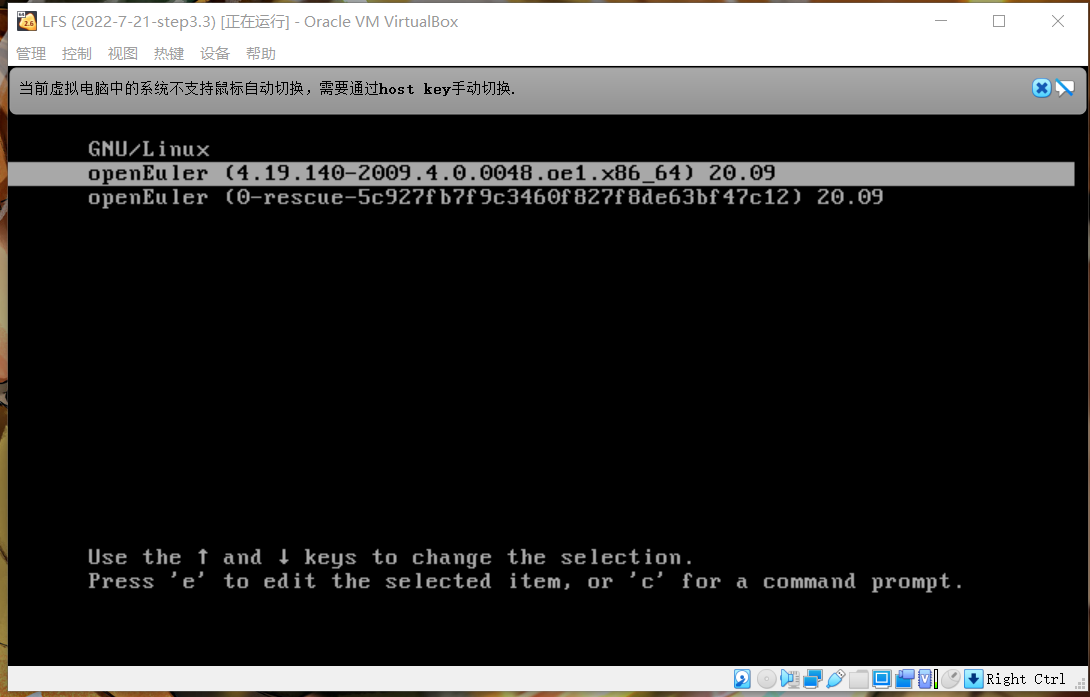 LFS (2022-7-21-step3.3) [正在运行] - Oracle VM VirtualBox
管理 控制 视图 热键 设备 帮助
当前虚拟电脑中的系统不支持鼠标自动切换，需要通过host key手动切换.
GNU/Linux
openEuler (4.19.140-2009.4.0.0048.oe1.x86_64) 20.09
openEuler (0-rescue-5c927fb7f9c3460f827f8de63bf47c12) 20.09
Use the ↑ and ↓ keys to change the selection.
Press 'e' to edit the selected item, or 'c' for a command prompt.
Right Ctrl